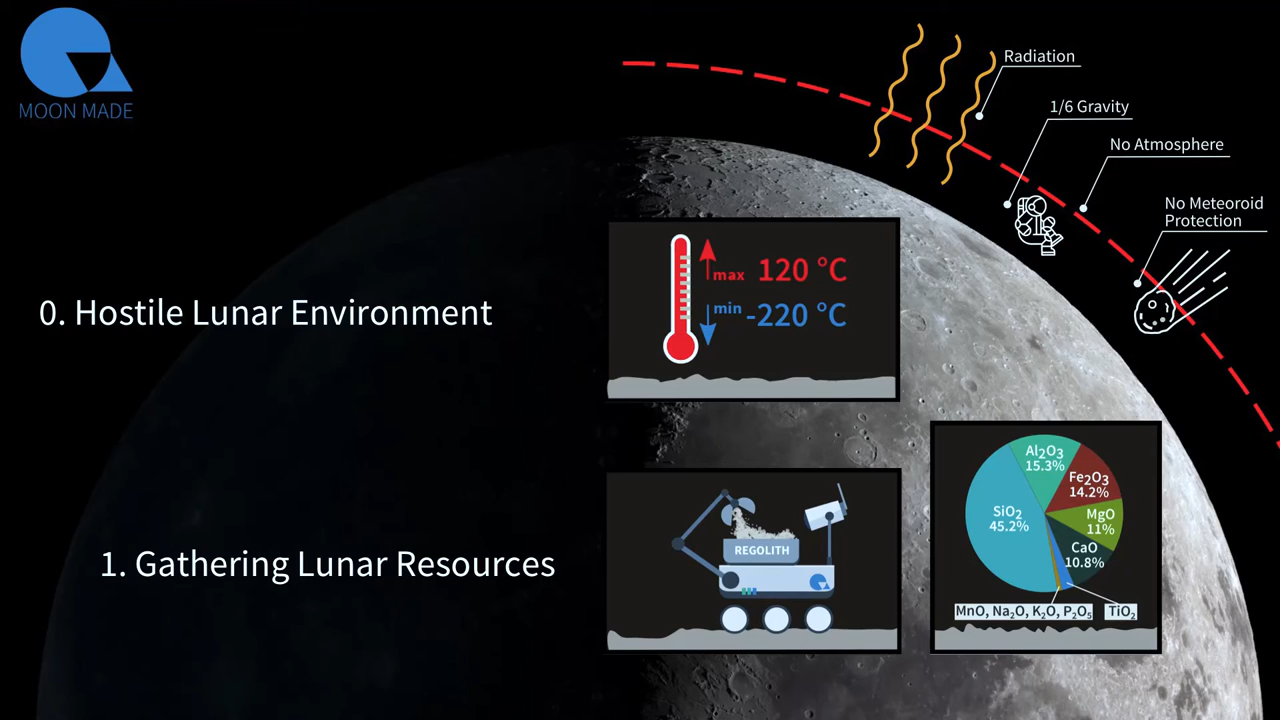 MOON MADE
Radiation
1/6 Gravity
No Atmosphere
No Meteoroid
Protection
0. Hostile Lunar Environment
max 120 °C
min -220 °C
1. Gathering Lunar Resources
REGOLITH
Al₂O₃
15.3%
Fe₂O₃
14.2%
SiO₂
45.2%
MgO
11%
CaO
10.8%
MnO, Na₂O, K₂O, P₂O₅
TiO₂